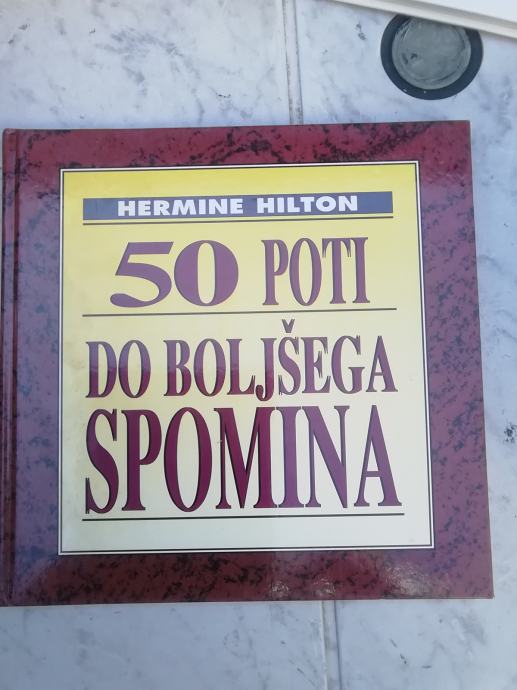 HERMINE HILTON
50 POTI
DO BOLJŠEGA
SPOMINA